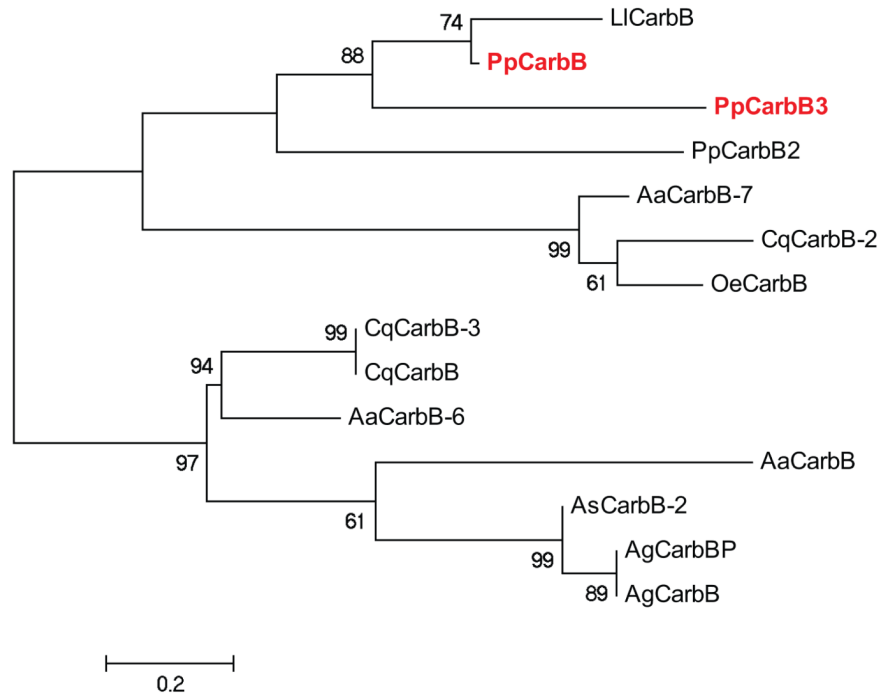 74
LlCarbB
88
PpCarbB
PpCarbB3
PpCarbB2
AaCarbB-7
99
CqCarbB-2
61
OeCarbB
99
CqCarbB-3
94
CqCarbB
AaCarbB-6
97
AaCarbB
61
AsCarbB-2
99
AgCarbBP
89
AgCarbB
0.2